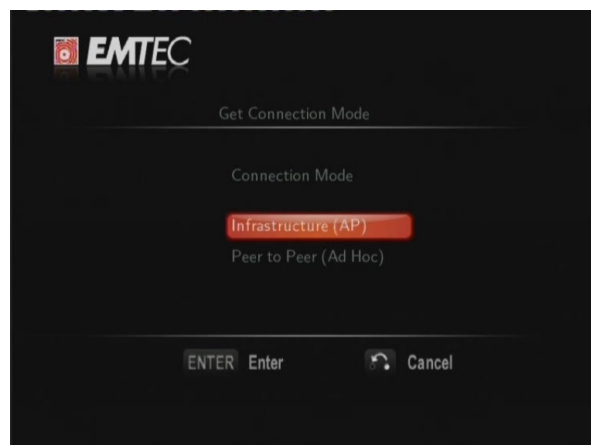 EMTEC
Get Connection Mode
Connection Mode
Infrastructure (AP)
Peer to Peer (Ad Hoc)
ENTER Enter Cancel